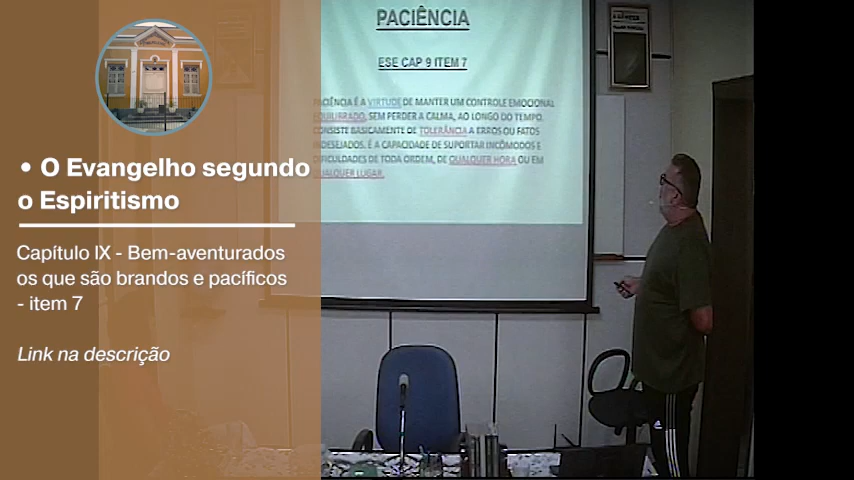 • O Evangelho segundo
o Espiritismo
Capítulo IX - Bem-aventurados
os que são brandos e pacíficos
- item 7
Link na descrição
PACIÊNCIA
ESE CAP 9 ITEM 7
PACIÊNCIA É A VIRTUDE DE MANTER UM CONTROLE EMOCIONAL
EQUILIBRADO, SEM PERDER A CALMA, AO LONGO DO TEMPO.
CONSISTE BASICAMENTE DE TOLERÂNCIA A ERROS OU FATOS
INDESEJADOS. É A CAPACIDADE DE SUPORTAR INCÔMODOS E
DIFICULDADES DE TODA ORDEM, DE QUALQUER HORA OU EM
QUALQUER LUGAR.